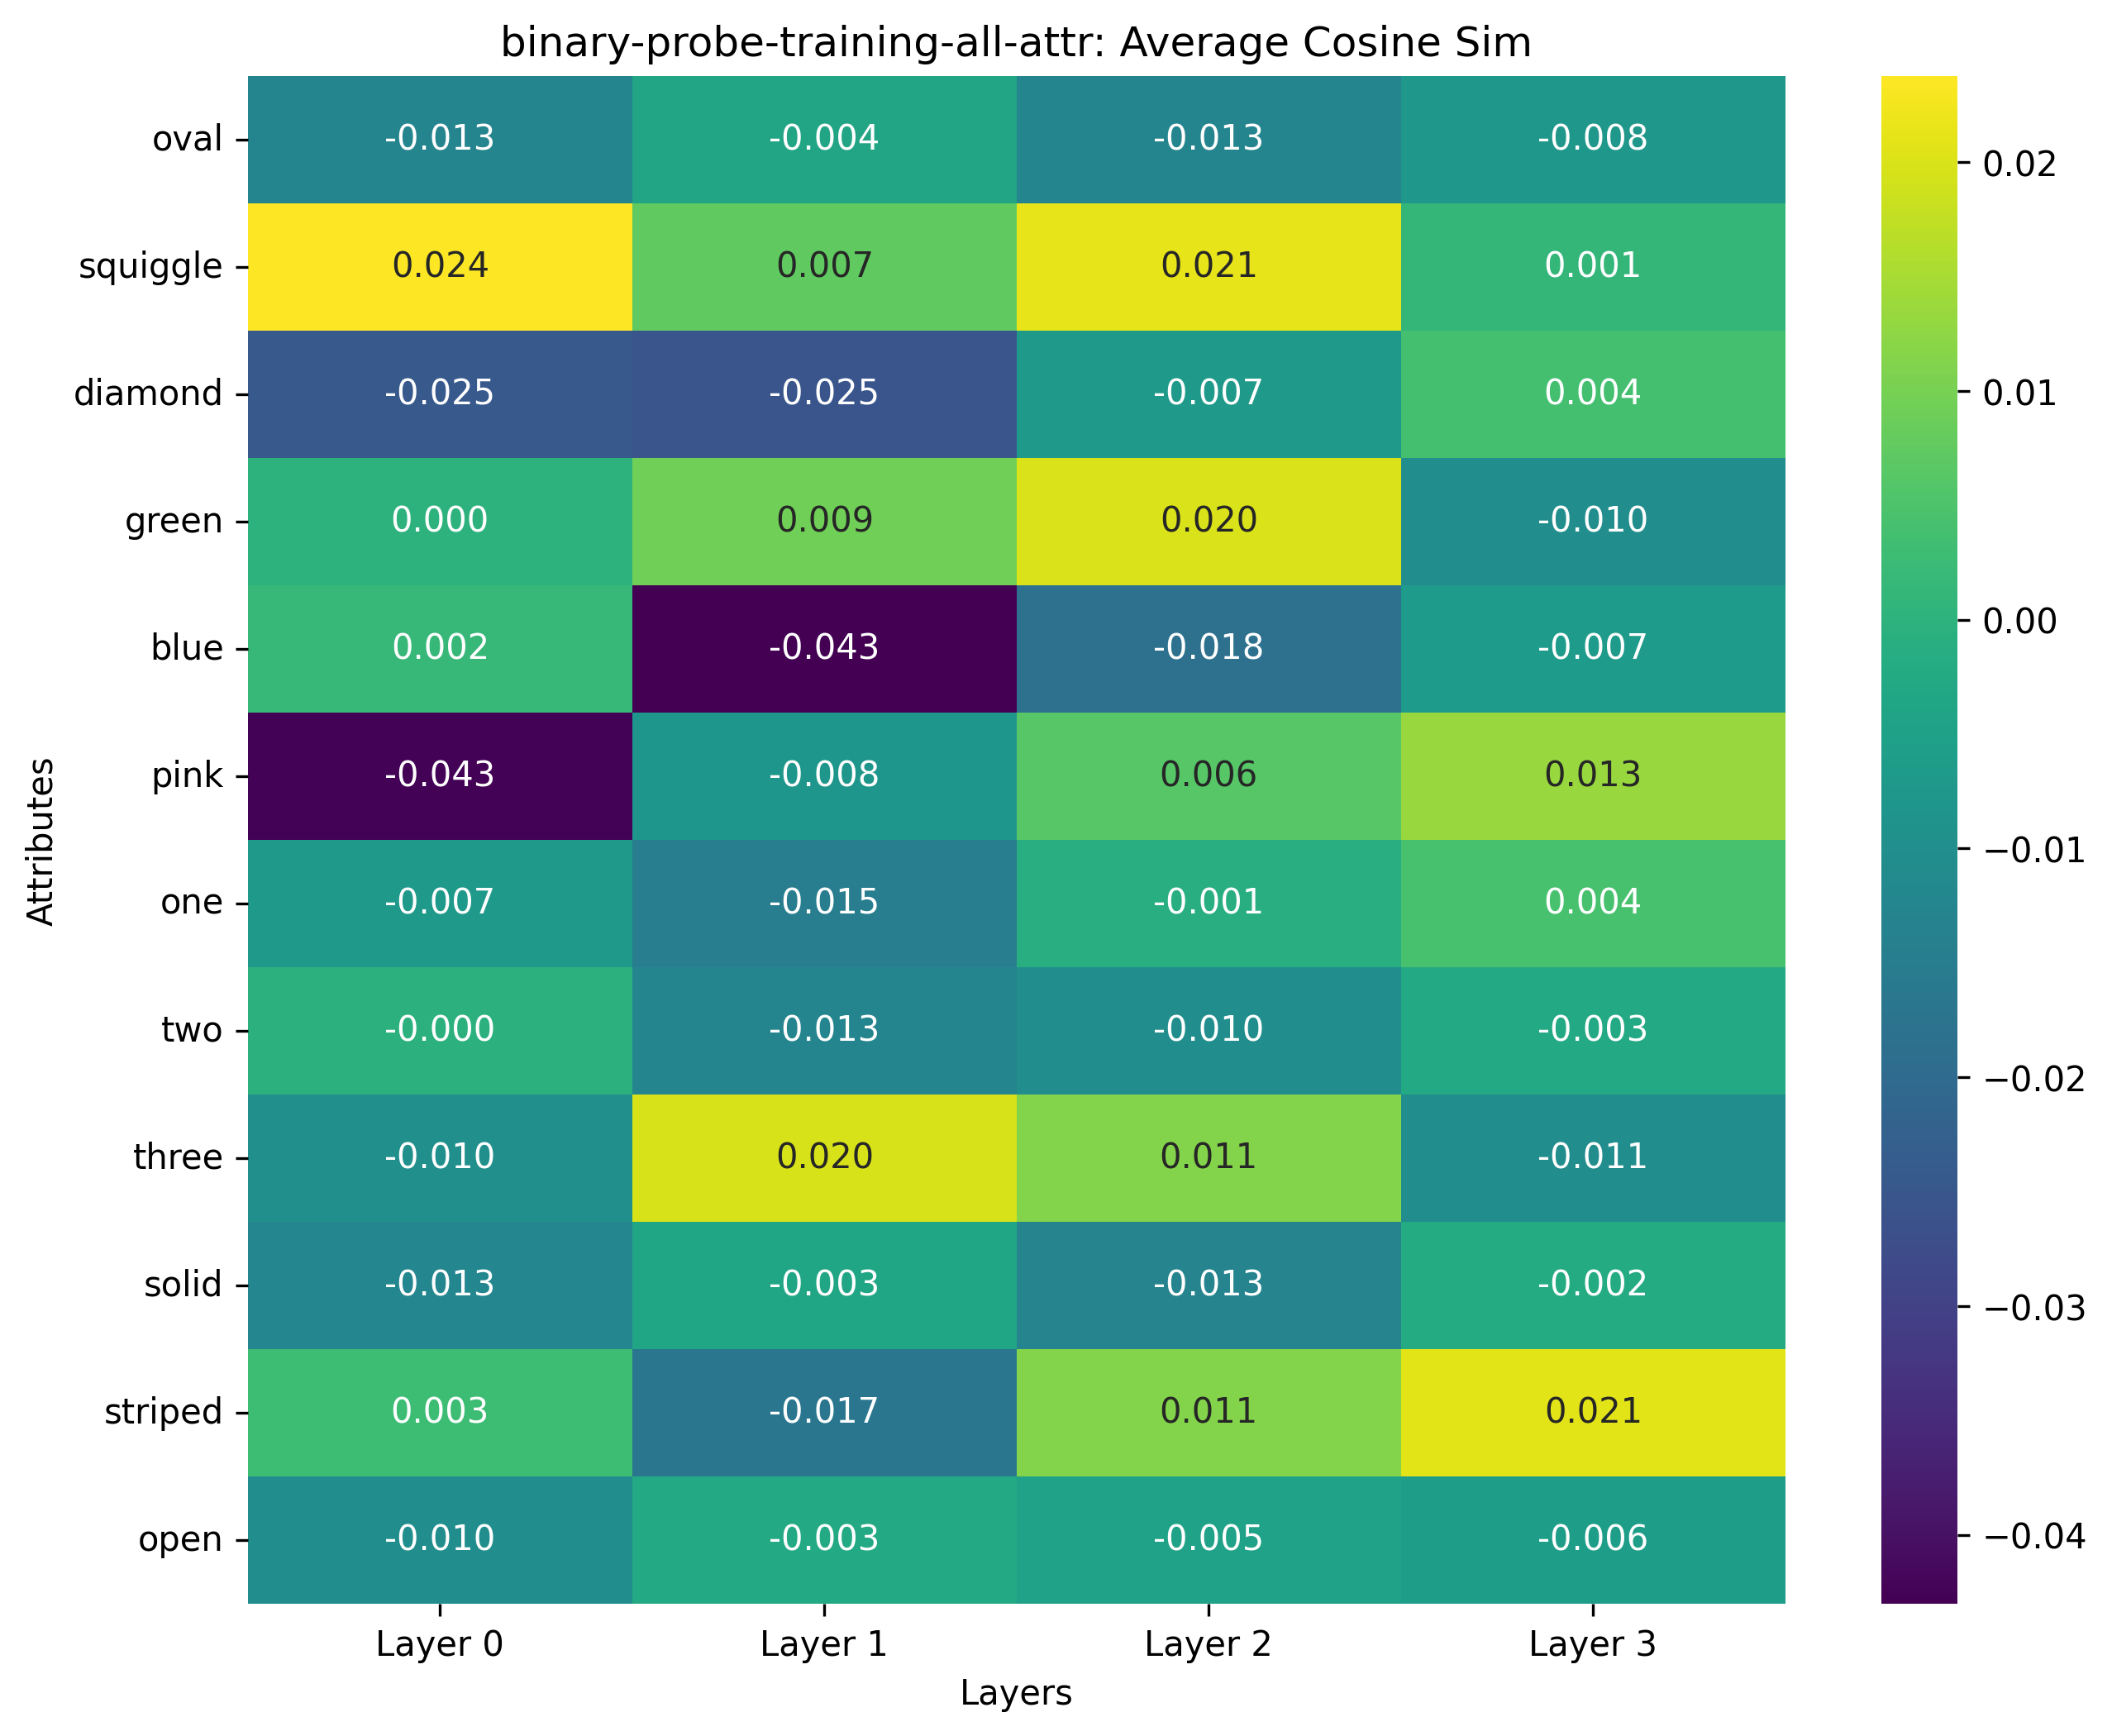 binary-probe-training-all-attr: Average Cosine Sim
oval -0.013 -0.004 -0.013 -0.008
squiggle 0.024 0.007 0.021 0.001
diamond -0.025 -0.025 -0.007 0.004
green 0.000 0.009 0.020 -0.010
blue 0.002 -0.043 -0.018 -0.007
pink -0.043 -0.008 0.006 0.013
one -0.007 -0.015 -0.001 0.004
two -0.000 -0.013 -0.010 -0.003
three -0.010 0.020 0.011 -0.011
solid -0.013 -0.003 -0.013 -0.002
striped 0.003 -0.017 0.011 0.021
open -0.010 -0.003 -0.005 -0.006
Attributes
Layer 0 Layer 1 Layer 2 Layer 3
Layers
0.02
0.01
0.00
−0.01
−0.02
−0.03
−0.04